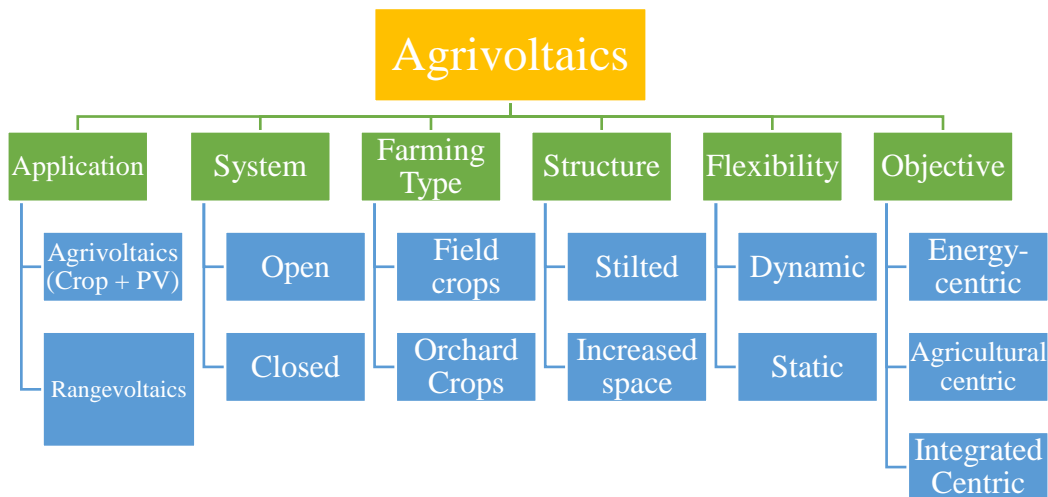 Agrivoltaics
Application
System
Farming
Type
Structure
Flexibility
Objective
Agrivoltaics
(Crop + PV)
Rangevoltaics
Open
Closed
Field
crops
Orchard
Crops
Stilted
Increased
space
Dynamic
Static
Energy-
centric
Agricultural
centric
Integrated
Centric